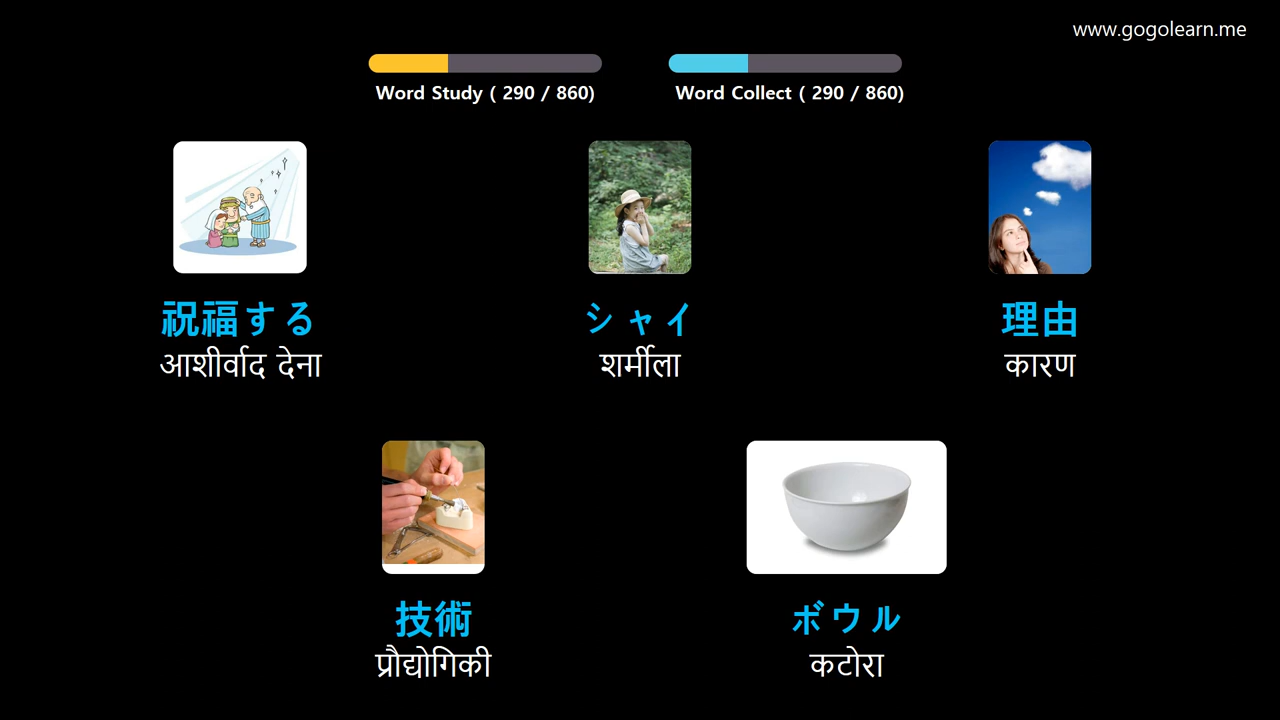 www.gogolearn.me
Word Study ( 290 / 860)
Word Collect ( 290 / 860)
祝福する
आशीर्वाद देना
シャイ
शर्मीला
理由
कारण
技術
प्रौद्योगिकी
ボウル
कटोरा